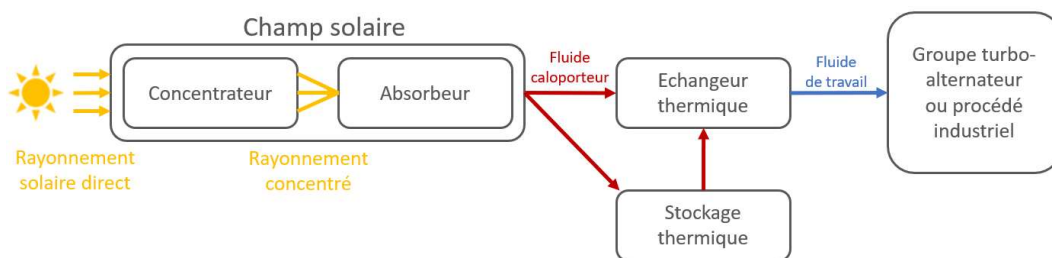 Champ solaire
Concentrateur
Absorbeur
Rayonnement
solaire direct
Rayonnement
concentré
Fluide
caloporteur
Echangeur
thermique
Stockage
thermique
Fluide
de travail
Groupe turbo-
alternateur
ou procédé
industriel